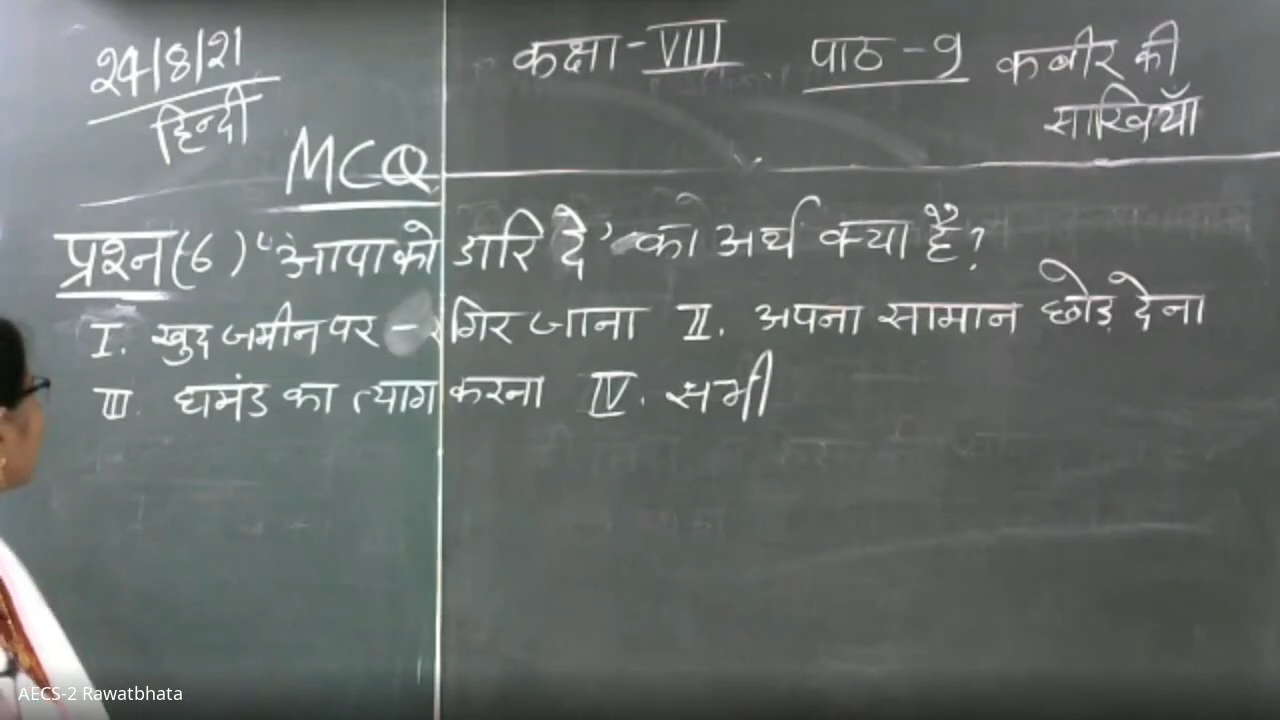 24/8/21
हिन्दी
कक्षा - VIII पाठ - 9 कबीर की
साखियाँ
MCQ
प्रश्न(6) “आपा को डारि दे’ का अर्थ क्या है?
I. खुद जमीन पर - गिर जाना II. अपना सामान छोड़ देना
III. घमंड का त्याग करना IV. सभी
AECS-2 Rawatbhata